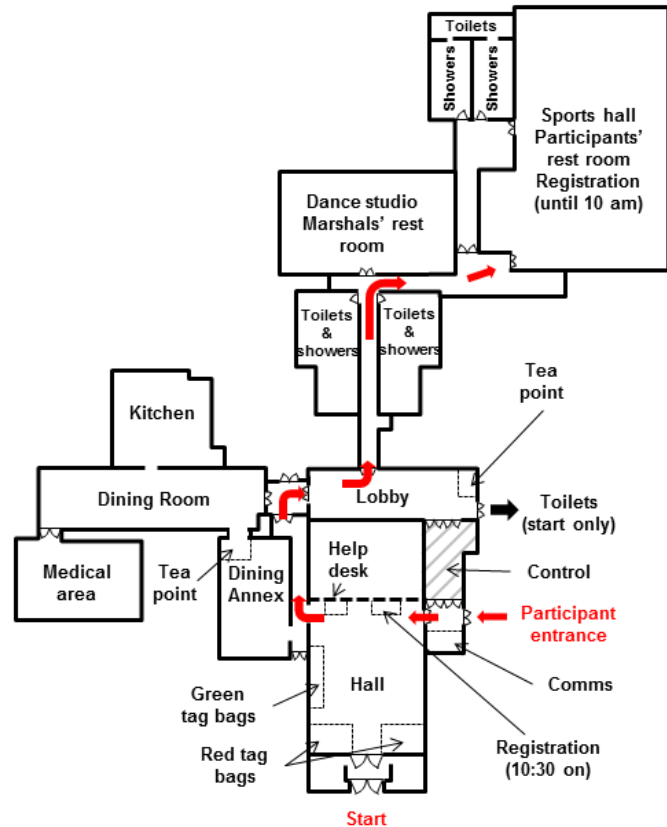 Toilets
Showers
Showers
Sports hall
Participants'
rest room
Registration
(until 10 am)
Dance studio
Marshals' rest
room
Toilets
&
showers
Toilets
&
showers
Tea
point
Kitchen
Dining Room
Lobby
Toilets
(start only)
Medical
area
Tea
point
Dining
Annex
Help
desk
Control
Participant
entrance
Green
tag bags
Hall
Comms
Red tag
bags
Registration
(10:30 on)
Start